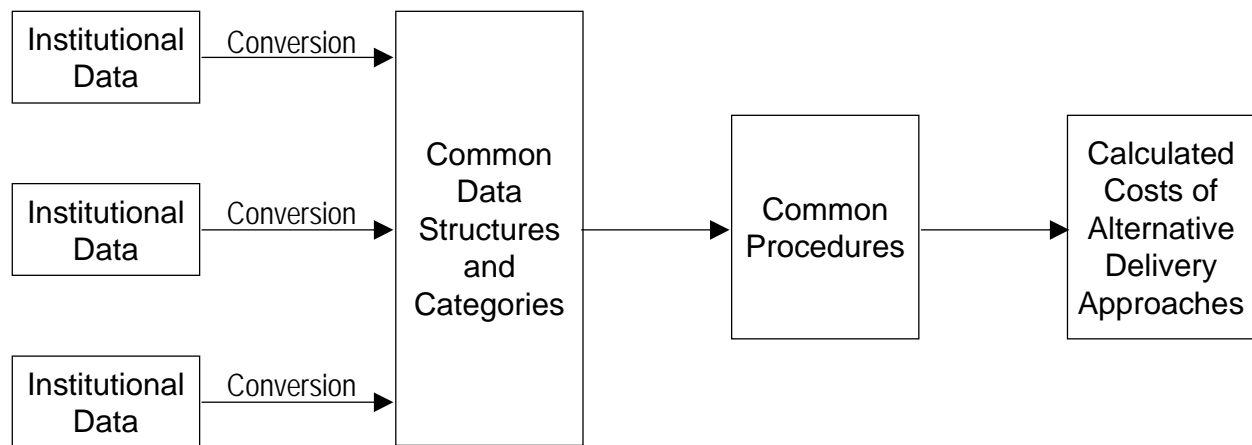 Institutional
Data
Conversion
Institutional
Data
Conversion
Institutional
Data
Conversion
Common
Data
Structures
and
Categories
Common
Procedures
Calculated
Costs of
Alternative
Delivery
Approaches